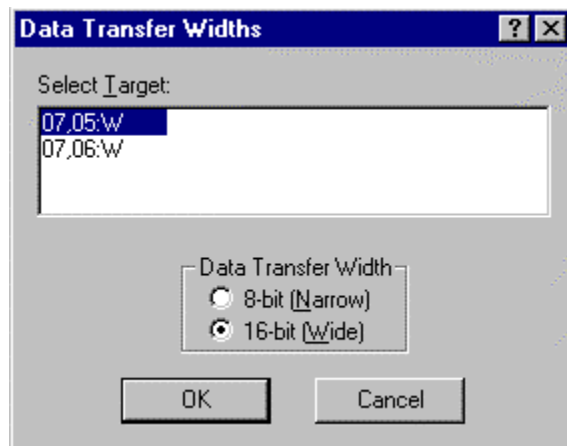 Data Transfer Widths
Select Target:
07,05:W
07,06:W
Data Transfer Width
8-bit (Narrow)
16-bit (Wide)
OK Cancel